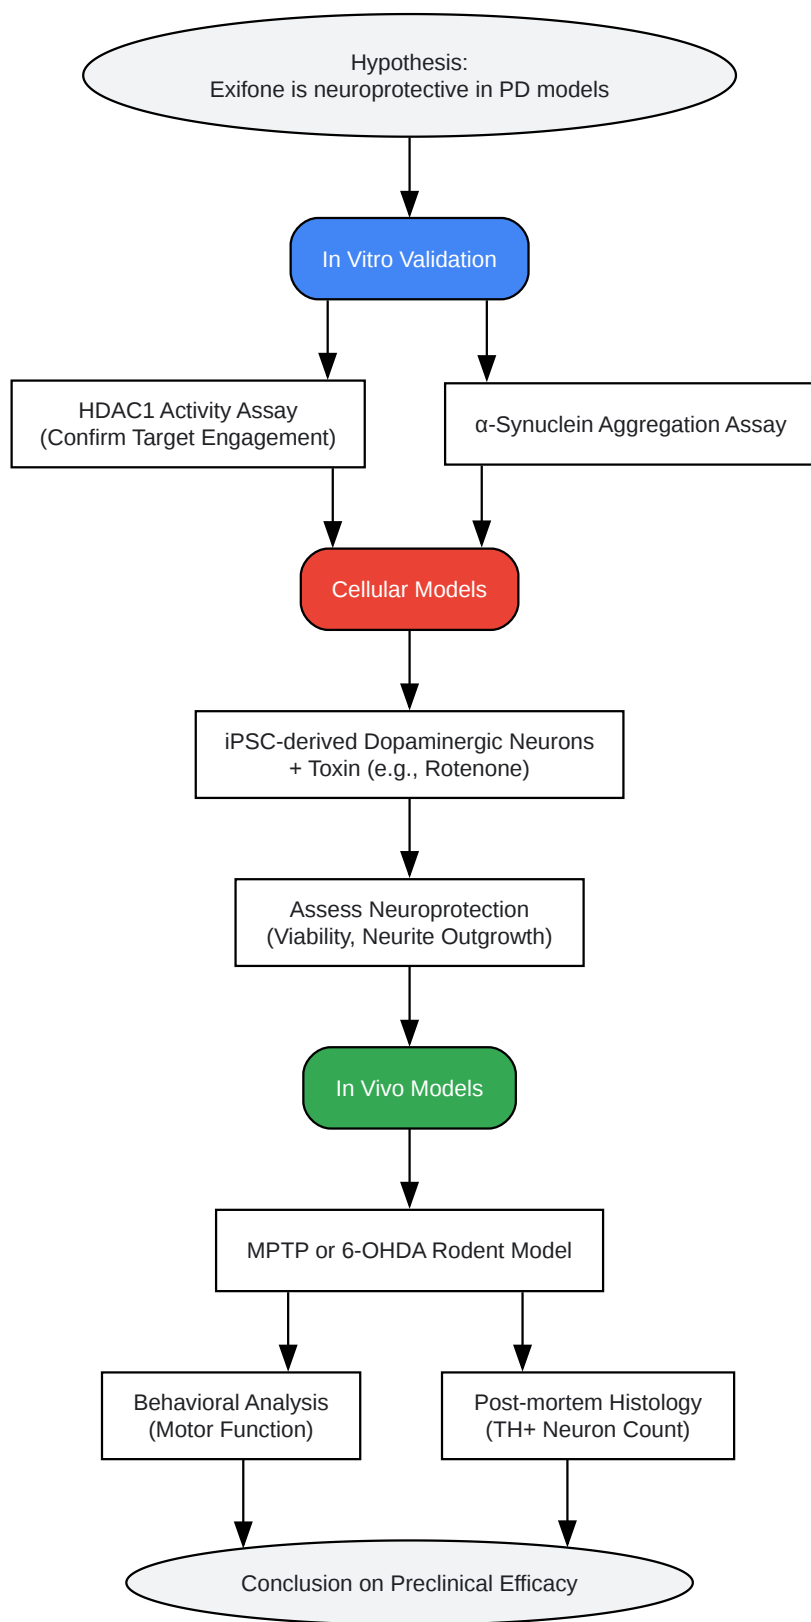 Hypothesis:
Exifone is neuroprotective in PD models
In Vitro Validation
HDAC1 Activity Assay
(Confirm Target Engagement)
α-Synuclein Aggregation Assay
Cellular Models
iPSC-derived Dopaminergic Neurons
+ Toxin (e.g., Rotenone)
Assess Neuroprotection
(Viability, Neurite Outgrowth)
In Vivo Models
MPTP or 6-OHDA Rodent Model
Behavioral Analysis
(Motor Function)
Post-mortem Histology
(TH+ Neuron Count)
Conclusion on Preclinical Efficacy